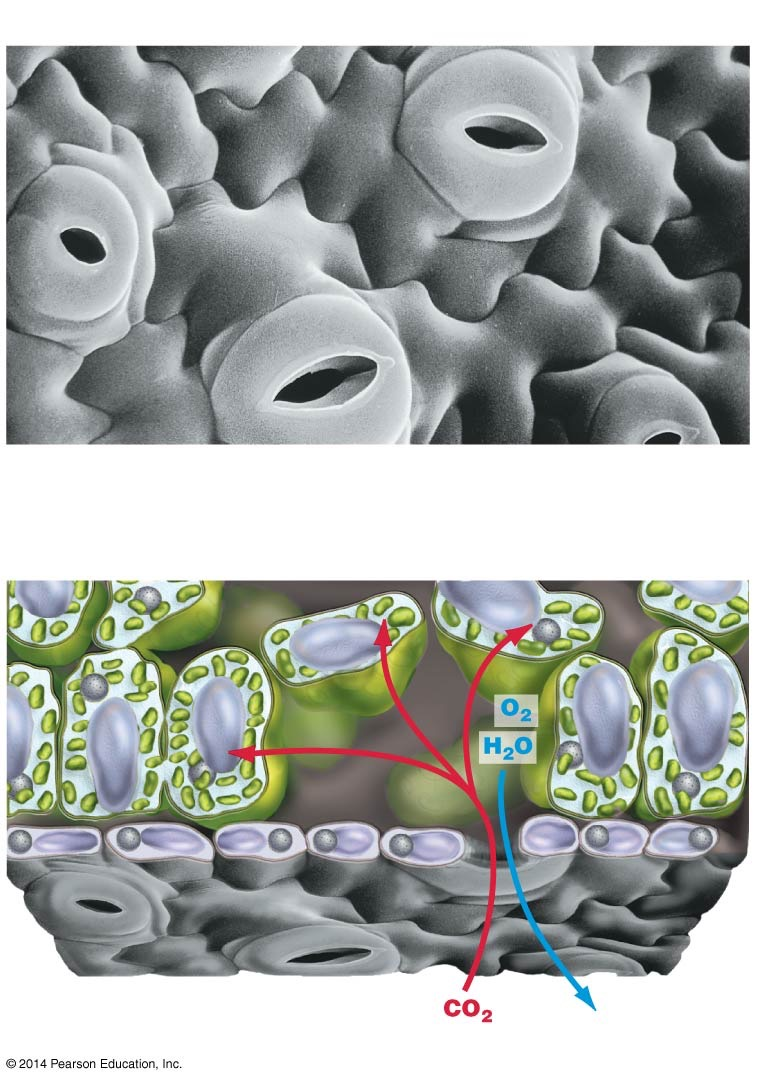 O₂
H₂O
CO₂
© 2014 Pearson Education, Inc.